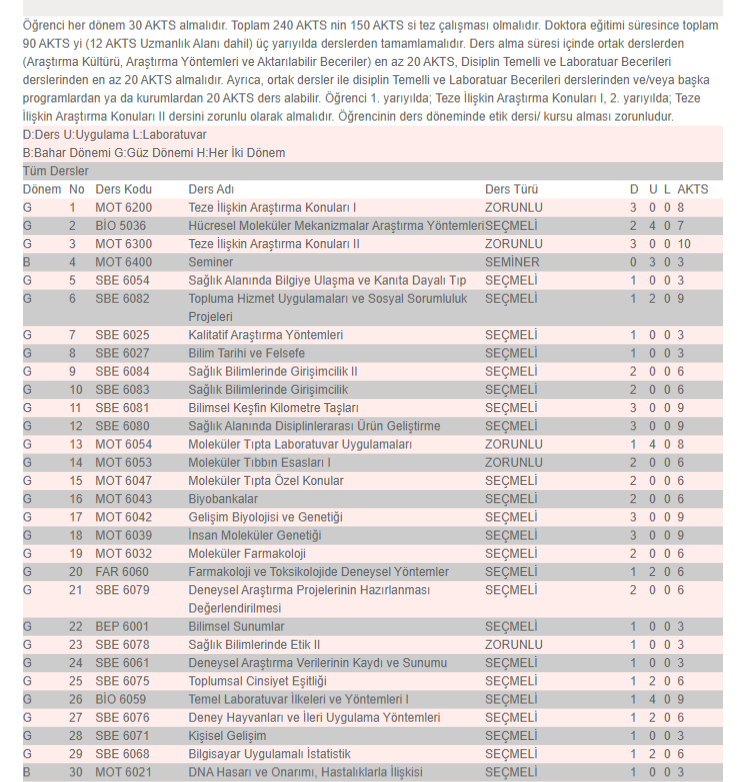 Öğrenci her dönem 30 AKTS almalıdır. Toplam 240 AKTS nin 150 AKTS si tez çalışması olmalıdır. Doktora eğitimi süresince toplam
90 AKTS yi (12 AKTS Uzmanlık Alanı dahil) üç yarıyılda derslerden tamamlamalıdır. Ders alma süresi içinde ortak derslerden
(Araştırma Kültürü, Araştırma Yöntemleri ve Aktarılabilir Beceriler) en az 20 AKTS, Disiplin Temelli ve Laboratuar Becerileri
derslerinden en az 20 AKTS almalıdır. Ayrıca, ortak dersler ile disiplin Temelli ve Laboratuar Becerileri derslerinden ve/veya başka
programlardan ya da kurumlardan 20 AKTS ders alabilir. Öğrenci 1. yarıyılda; Teze İlişkin Araştırma Konuları I, 2. yarıyılda; Teze
İlişkin Araştırma Konuları II dersini zorunlu olarak almalıdır. Öğrencinin ders döneminde etik dersi/ kursu alması zorunludur.
D:Ders U:Uygulama L:Laboratuvar
B:Bahar Dönemi G:Güz Dönemi H:Her İki Dönem
Tüm Dersler
Dönem No Ders Kodu Ders Adı Ders Türü D U L AKTS
G 1 MOT 6200 Teze İlişkin Araştırma Konuları I ZORUNLU 3 0 0 8
G 2 BİO 5036 Hücresel Moleküler Mekanizmalar Araştırma Yöntemleri SEÇMELİ 2 4 0 7
G 3 MOT 6300 Teze İlişkin Araştırma Konuları II ZORUNLU 3 0 0 10
B 4 MOT 6400 Seminer SEMİNER 0 3 0 3
G 5 SBE 6054 Sağlık Alanında Bilgiye Ulaşma ve Kanıta Dayalı Tıp SEÇMELİ 1 0 0 3
G 6 SBE 6082 Topluma Hizmet Uygulamaları ve Sosyal Sorumluluk SEÇMELİ 1 2 0 9
Projeleri
G 7 SBE 6025 Kalitatif Araştırma Yöntemleri SEÇMELİ 1 0 0 3
G 8 SBE 6027 Bilim Tarihi ve Felsefe SEÇMELİ 1 0 0 3
G 9 SBE 6084 Sağlık Bilimlerinde Girişimcilik II SEÇMELİ 2 0 0 6
G 10 SBE 6083 Sağlık Bilimlerinde Girişimcilik SEÇMELİ 2 0 0 6
G 11 SBE 6081 Bilimsel Keşfin Kilometre Taşları SEÇMELİ 3 0 0 9
G 12 SBE 6080 Sağlık Alanında Disiplinlerarası Ürün Geliştirme SEÇMELİ 3 0 0 9
G 13 MOT 6054 Moleküler Tıpta Laboratuvar Uygulamaları ZORUNLU 1 4 0 8
G 14 MOT 6053 Moleküler Tıbbın Esasları I ZORUNLU 2 0 0 6
G 15 MOT 6047 Moleküler Tıpta Özel Konular SEÇMELİ 2 0 0 6
G 16 MOT 6043 Biyobankalar SEÇMELİ 2 0 0 6
G 17 MOT 6042 Gelişim Biyolojisi ve Genetiği SEÇMELİ 3 0 0 9
G 18 MOT 6039 İnsan Moleküler Genetiği SEÇMELİ 3 0 0 9
G 19 MOT 6032 Moleküler Farmakoloji SEÇMELİ 2 0 0 6
G 20 FAR 6060 Farmakoloji ve Toksikolojide Deneysel Yöntemler SEÇMELİ 1 2 0 6
G 21 SBE 6079 Deneysel Araştırma Projelerinin Hazırlanması SEÇMELİ 2 0 0 6
Değerlendirilmesi
G 22 BEP 6001 Bilimsel Sunumlar SEÇMELİ 1 0 0 3
G 23 SBE 6078 Sağlık Bilimlerinde Etik II ZORUNLU 1 0 0 3
G 24 SBE 6061 Deneysel Araştırma Verilerinin Kaydı ve Sunumu SEÇMELİ 1 0 0 3
G 25 SBE 6075 Toplumsal Cinsiyet Eşitliği SEÇMELİ 1 2 0 6
G 26 BİO 6059 Temel Laboratuvar İlkeleri ve Yöntemleri I SEÇMELİ 1 4 0 9
G 27 SBE 6076 Deney Hayvanları ve İleri Uygulama Yöntemleri SEÇMELİ 1 2 0 6
G 28 SBE 6071 Kişisel Gelişim SEÇMELİ 1 0 0 3
G 29 SBE 6068 Bilgisayar Uygulamalı İstatistik SEÇMELİ 1 2 0 6
B 30 MOT 6021 DNA Hasarı ve Onarımı, Hastalıklarla İlişkisi SEÇMELİ 1 0 0 3